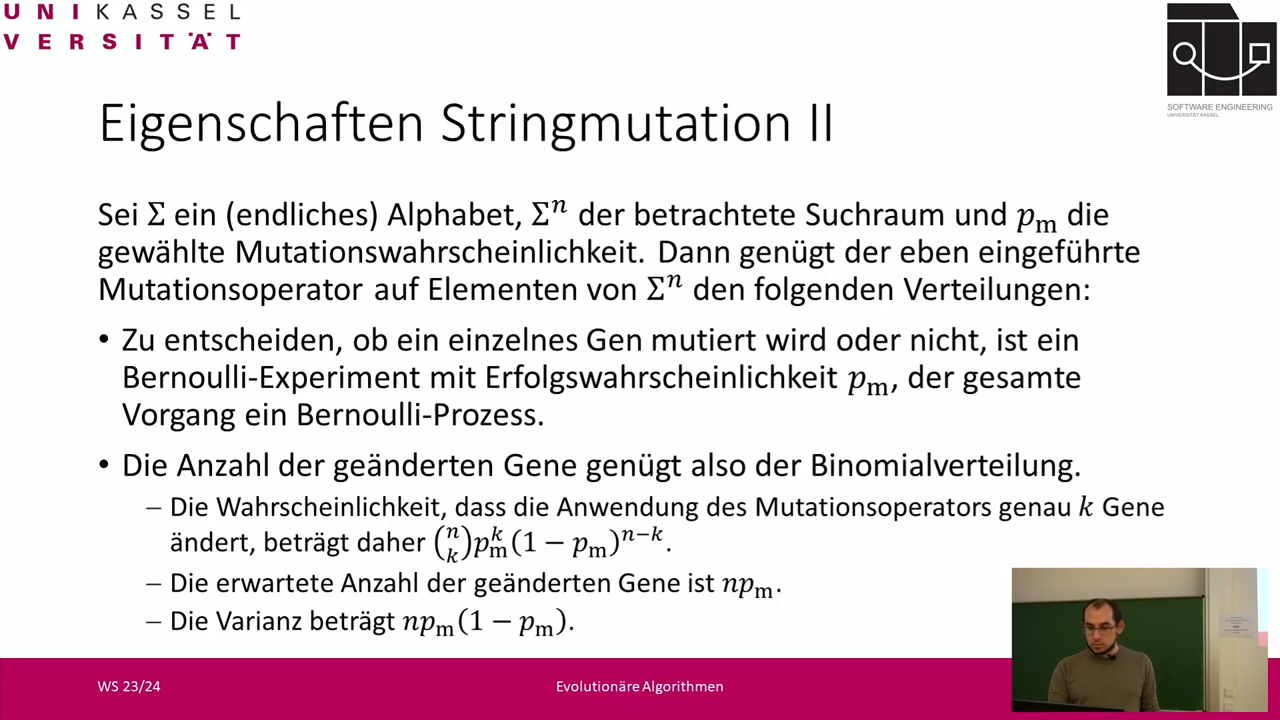 UNIKASSEL
VERSITÄT
SOFTWARE ENGINEERING
UNIVERSITÄT KASSEL
Eigenschaften Stringmutation II
Sei Σ ein (endliches) Alphabet, Σⁿ der betrachtete Suchraum und pₘ die
gewählte Mutationswahrscheinlichkeit. Dann genügt der eben eingeführte
Mutationsoperator auf Elementen von Σⁿ den folgenden Verteilungen:
• Zu entscheiden, ob ein einzelnes Gen mutiert wird oder nicht, ist ein
Bernoulli-Experiment mit Erfolgswahrscheinlichkeit pₘ, der gesamte
Vorgang ein Bernoulli-Prozess.
• Die Anzahl der geänderten Gene genügt also der Binomialverteilung.
– Die Wahrscheinlichkeit, dass die Anwendung des Mutationsoperators genau k Gene
ändert, beträgt daher (n k) pₘᵏ(1 − pₘ)ⁿ⁻ᵏ.
– Die erwartete Anzahl der geänderten Gene ist npₘ.
– Die Varianz beträgt npₘ(1 − pₘ).
WS 23/24
Evolutionäre Algorithmen